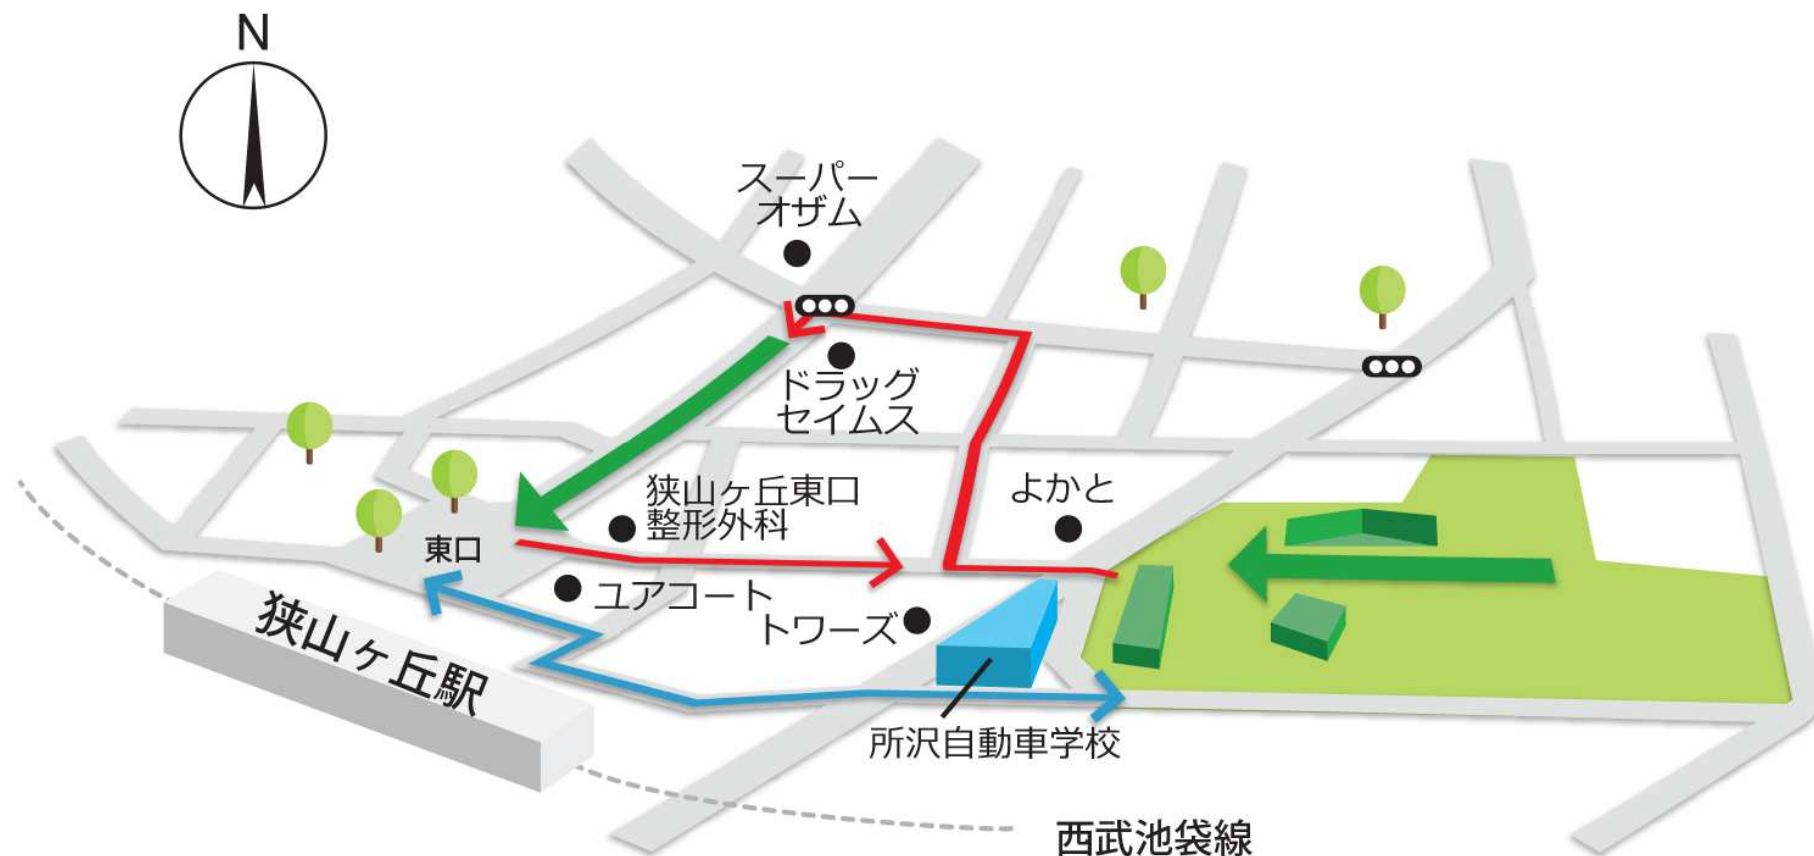 N
スーパー
オザム
ドラッグ
セイムス
狭山ヶ丘東口
整形外科
よかと
東口
ユアコート
トワーズ
狭山ヶ丘駅
所沢自動車学校
西武池袋線